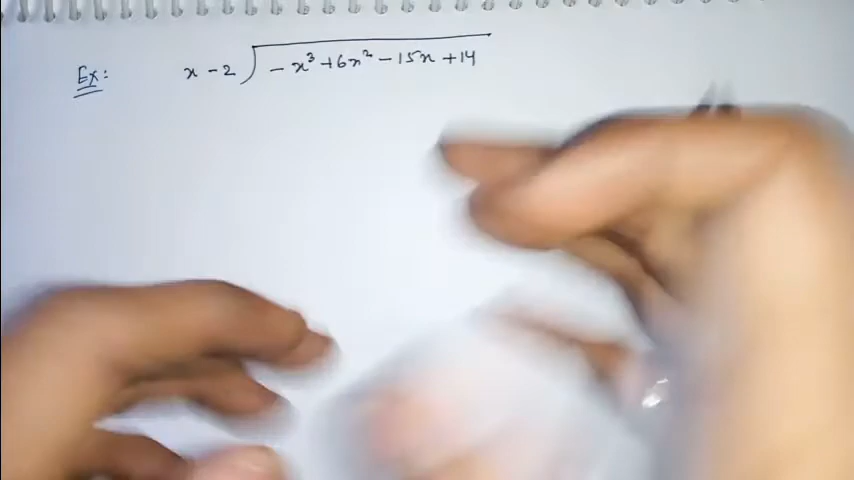 Ex: x - 2 ) - x³ + 6x² - 15x + 14